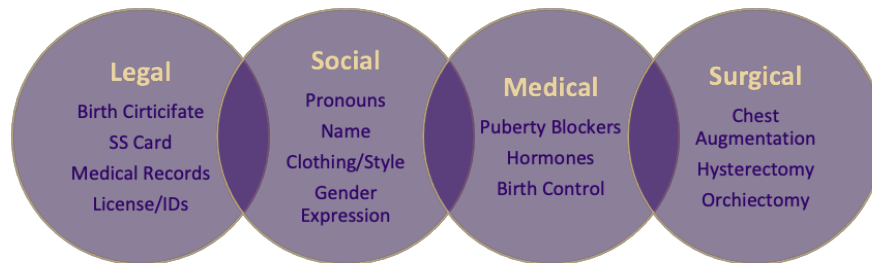 Legal
Birth Cirticifate
SS Card
Medical Records
License/IDs
Social
Pronouns
Name
Clothing/Style
Gender
Expression
Medical
Puberty Blockers
Hormones
Birth Control
Surgical
Chest
Augmentation
Hysterectomy
Orchiectomy